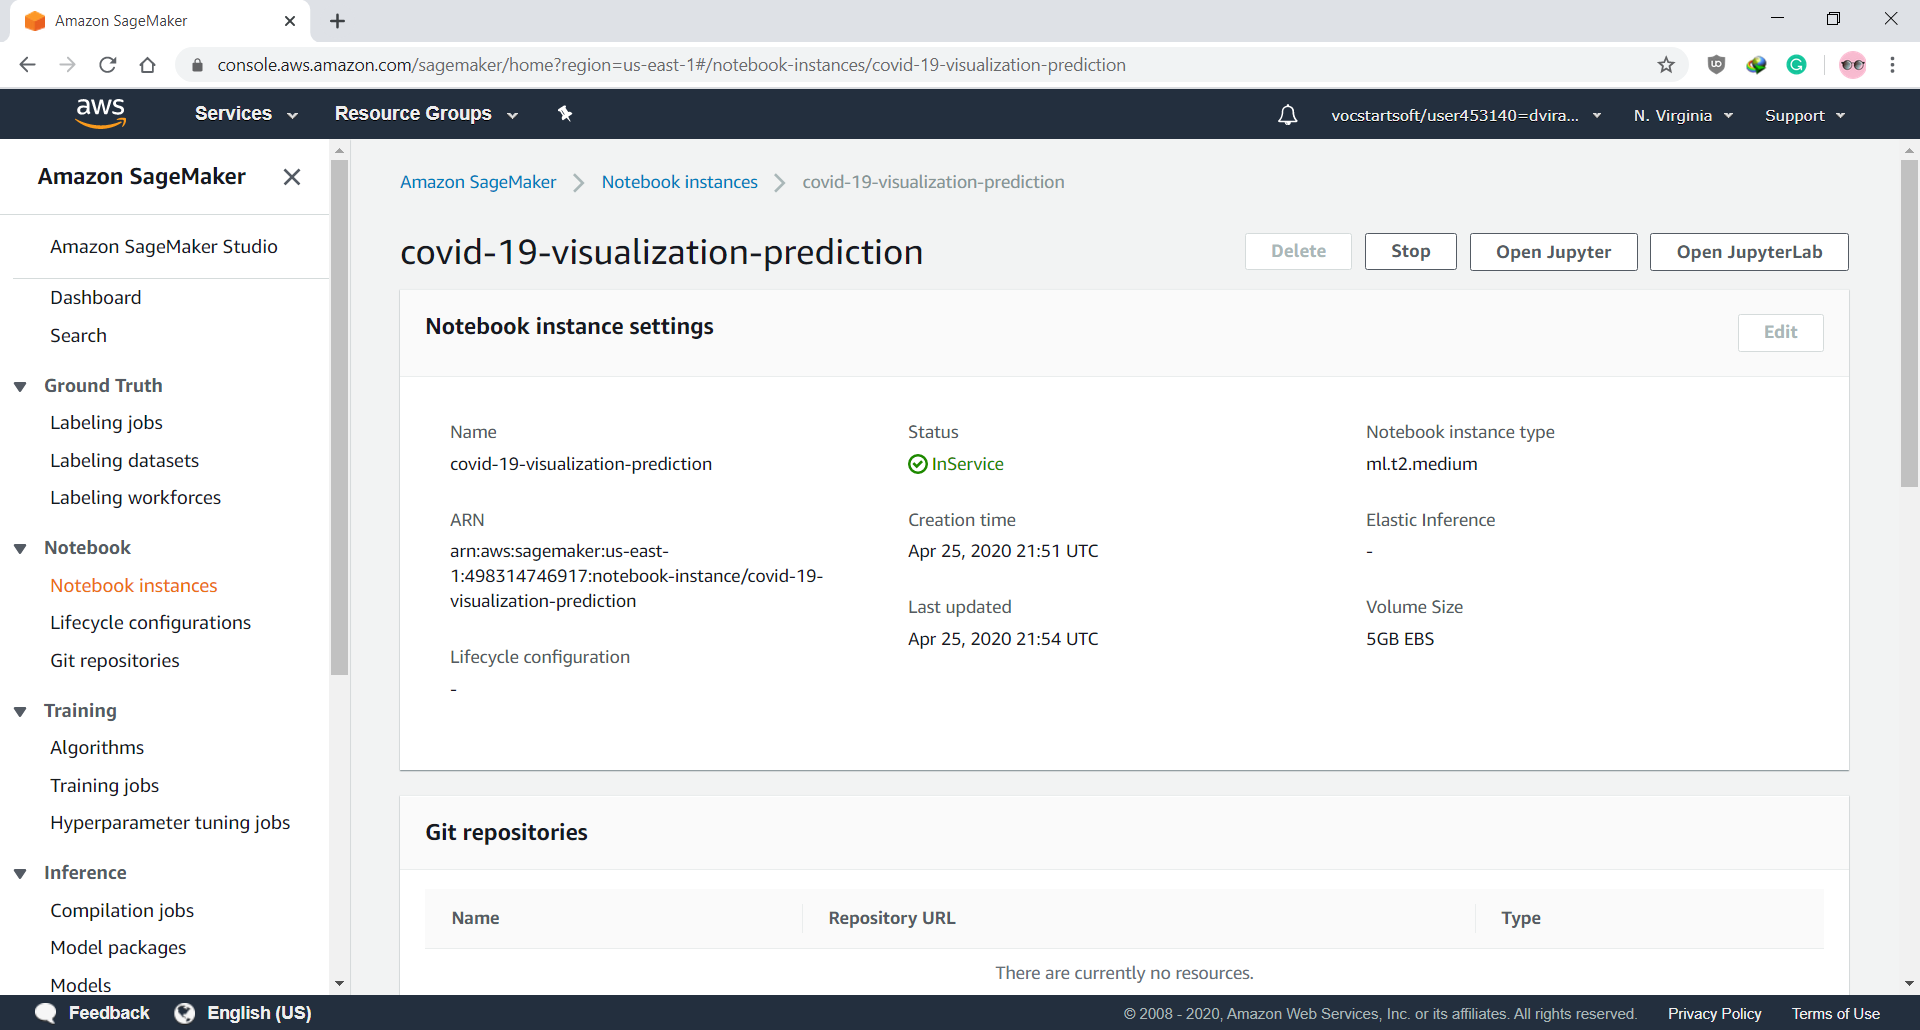 Amazon SageMaker
console.aws.amazon.com/sagemaker/home?region=us-east-1#/notebook-instances/covid-19-visualization-prediction
aws Services Resource Groups vocstartsoft/user453140=dvira... N. Virginia Support
Amazon SageMaker
Amazon SageMaker Studio
Dashboard
Search
Ground Truth
Labeling jobs
Labeling datasets
Labeling workforces
Notebook
Notebook instances
Lifecycle configurations
Git repositories
Training
Algorithms
Training jobs
Hyperparameter tuning jobs
Inference
Compilation jobs
Model packages
Models
Amazon SageMaker Notebook instances covid-19-visualization-prediction
covid-19-visualization-prediction
Delete Stop Open Jupyter Open JupyterLab
Notebook instance settings
Edit
Name
covid-19-visualization-prediction
ARN
arn:aws:sagemaker:us-east-
1:498314746917:notebook-instance/covid-19-
visualization-prediction
Lifecycle configuration
-
Status
InService
Creation time
Apr 25, 2020 21:51 UTC
Last updated
Apr 25, 2020 21:54 UTC
Notebook instance type
ml.t2.medium
Elastic Inference
-
Volume Size
5GB EBS
Git repositories
Name Repository URL Type
There are currently no resources.
Feedback English (US) © 2008 - 2020, Amazon Web Services, Inc. or its affiliates. All rights reserved. Privacy Policy Terms of Use